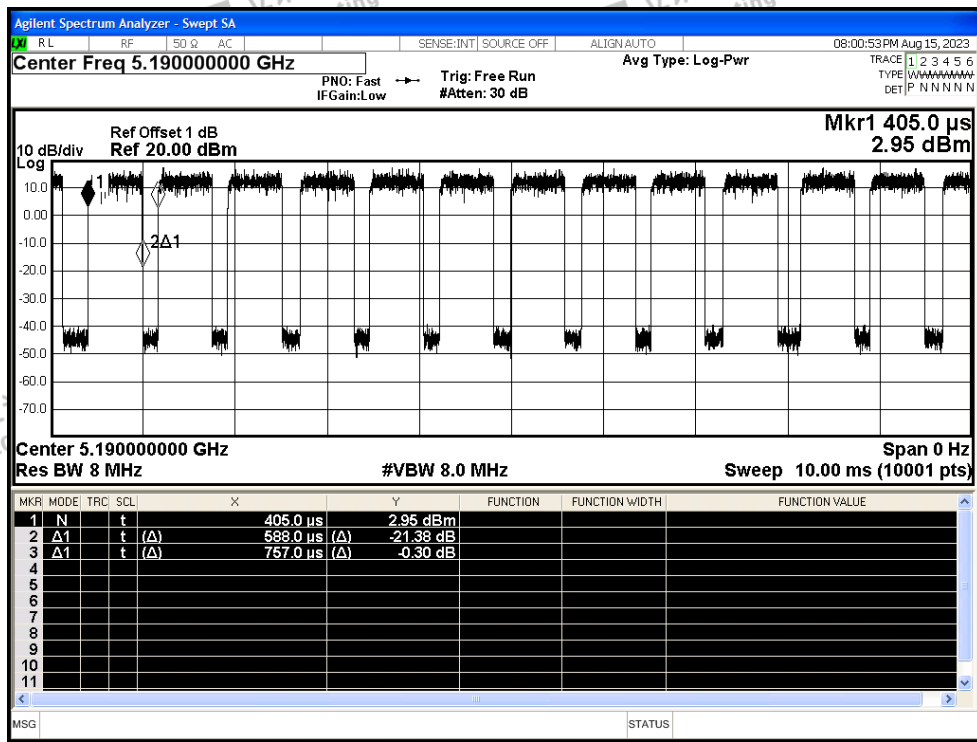 Agilent Spectrum Analyzer - Swept SA
LXI RL RF 50 Ω AC SENSE:INT SOURCE OFF ALIGN AUTO 08:00:53 PM Aug 15, 2023
Center Freq 5.190000000 GHz Avg Type: Log-Pwr TRACE 1 2 3 4 5 6
PNO: Fast Trig: Free Run TYPE
IFGain:Low #Atten: 30 dB DET P N N N N N
Mkr1 405.0 µs
Ref Offset 1 dB
10 dB/div Ref 20.00 dBm 2.95 dBm
Log
1
10.0
0.00
2Δ1
-10.0
-20.0
-30.0
-40.0
-50.0
-60.0
-70.0
Center 5.190000000 GHz Span 0 Hz
Res BW 8 MHz #VBW 8.0 MHz Sweep 10.00 ms (10001 pts)
MKR MODE TRC SCL X Y FUNCTION FUNCTION WIDTH FUNCTION VALUE
1 N t 405.0 µs 2.95 dBm
2 Δ1 t (Δ) 588.0 µs (Δ) -21.38 dB
3 Δ1 t (Δ) 757.0 µs (Δ) -0.30 dB
4
5
6
7
8
9
10
11
MSG STATUS